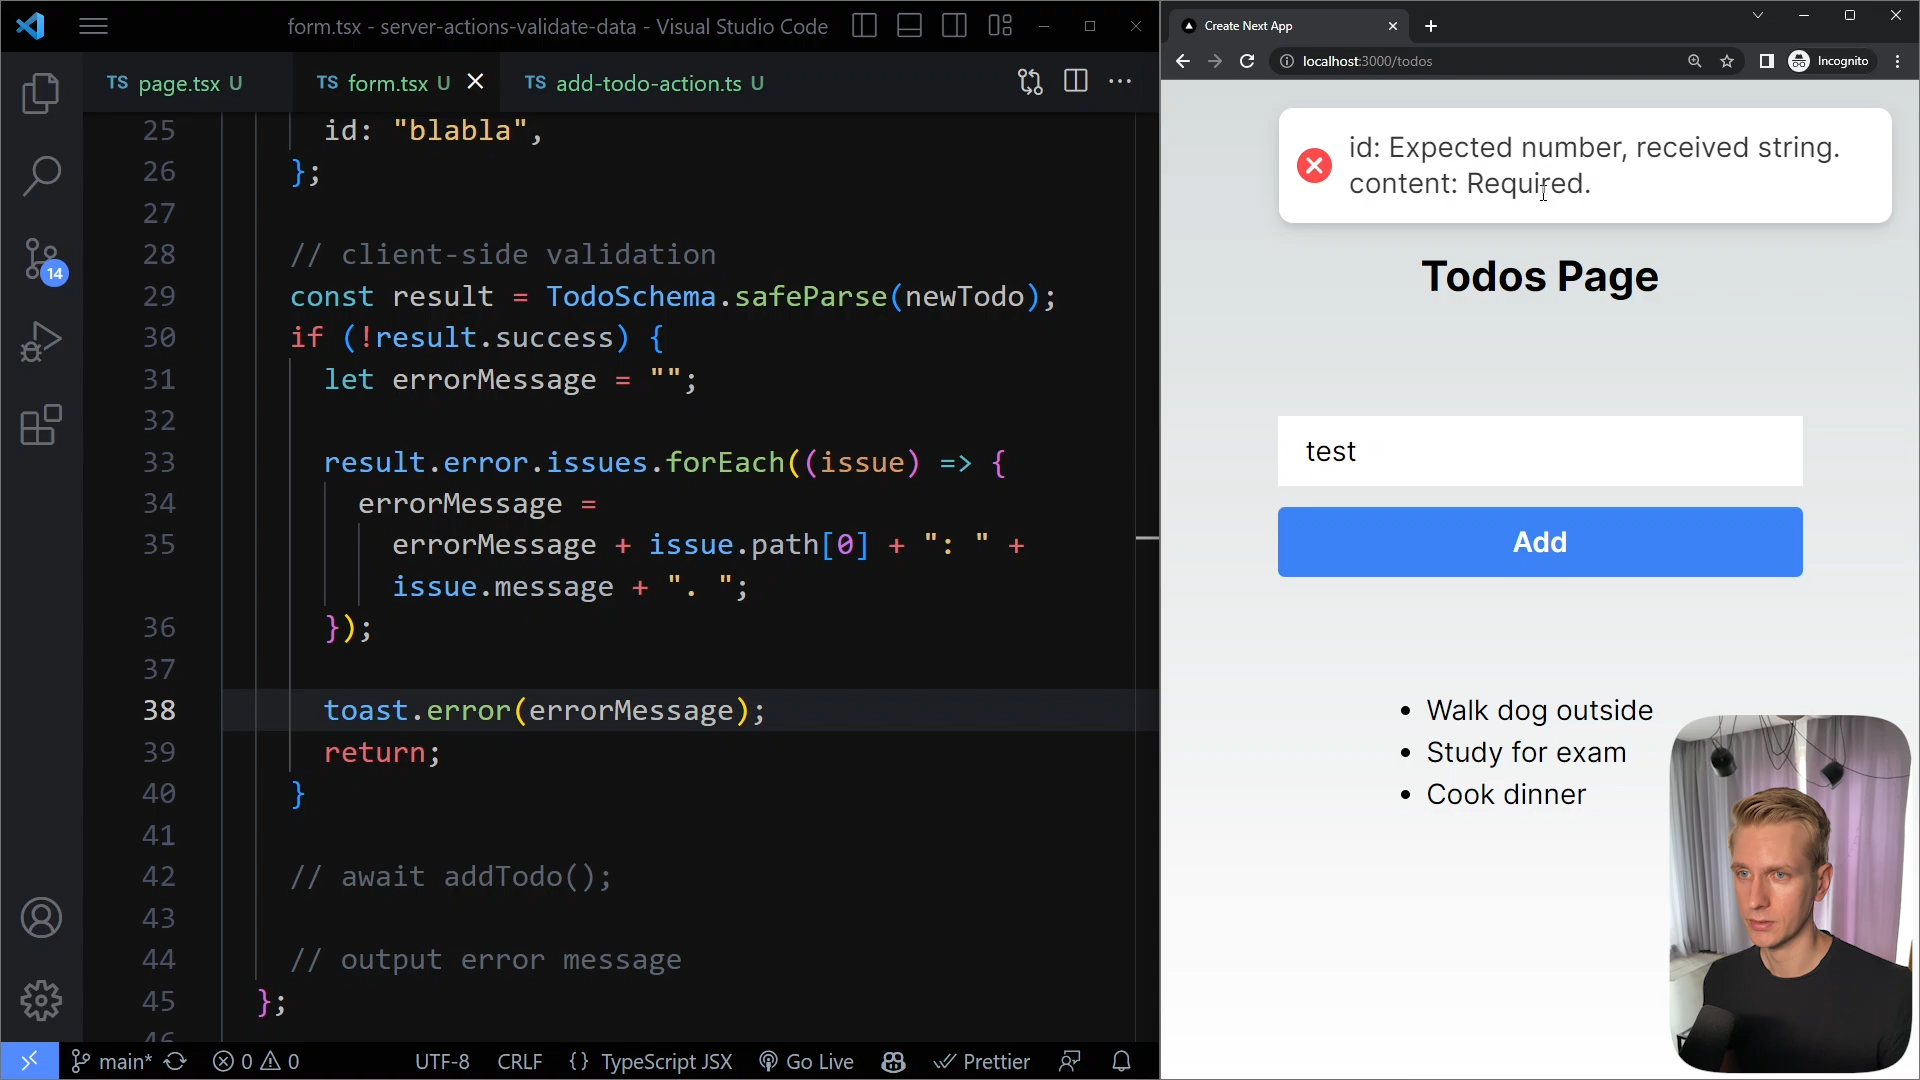 form.tsx - server-actions-validate-data - Visual Studio Code
TS page.tsx U
TS form.tsx U
TS add-todo-action.ts U
14
25 id: "blabla",
26 };
27
28 // client-side validation
29 const result = TodoSchema.safeParse(newTodo);
30 if (!result.success) {
31 let errorMessage = "";
32
33 result.error.issues.forEach((issue) => {
34 errorMessage =
35 errorMessage + issue.path[0] + ": " +
issue.message + ". ";
36 });
37
38 toast.error(errorMessage);
39 return;
40 }
41
42 // await addTodo();
43
44 // output error message
45 };
46
main* 0 0 UTF-8 CRLF {} TypeScript JSX Go Live Prettier
Create Next App
localhost:3000/todos
Incognito
id: Expected number, received string.
content: Required.
Todos Page
test
Add
• Walk dog outside
• Study for exam
• Cook dinner